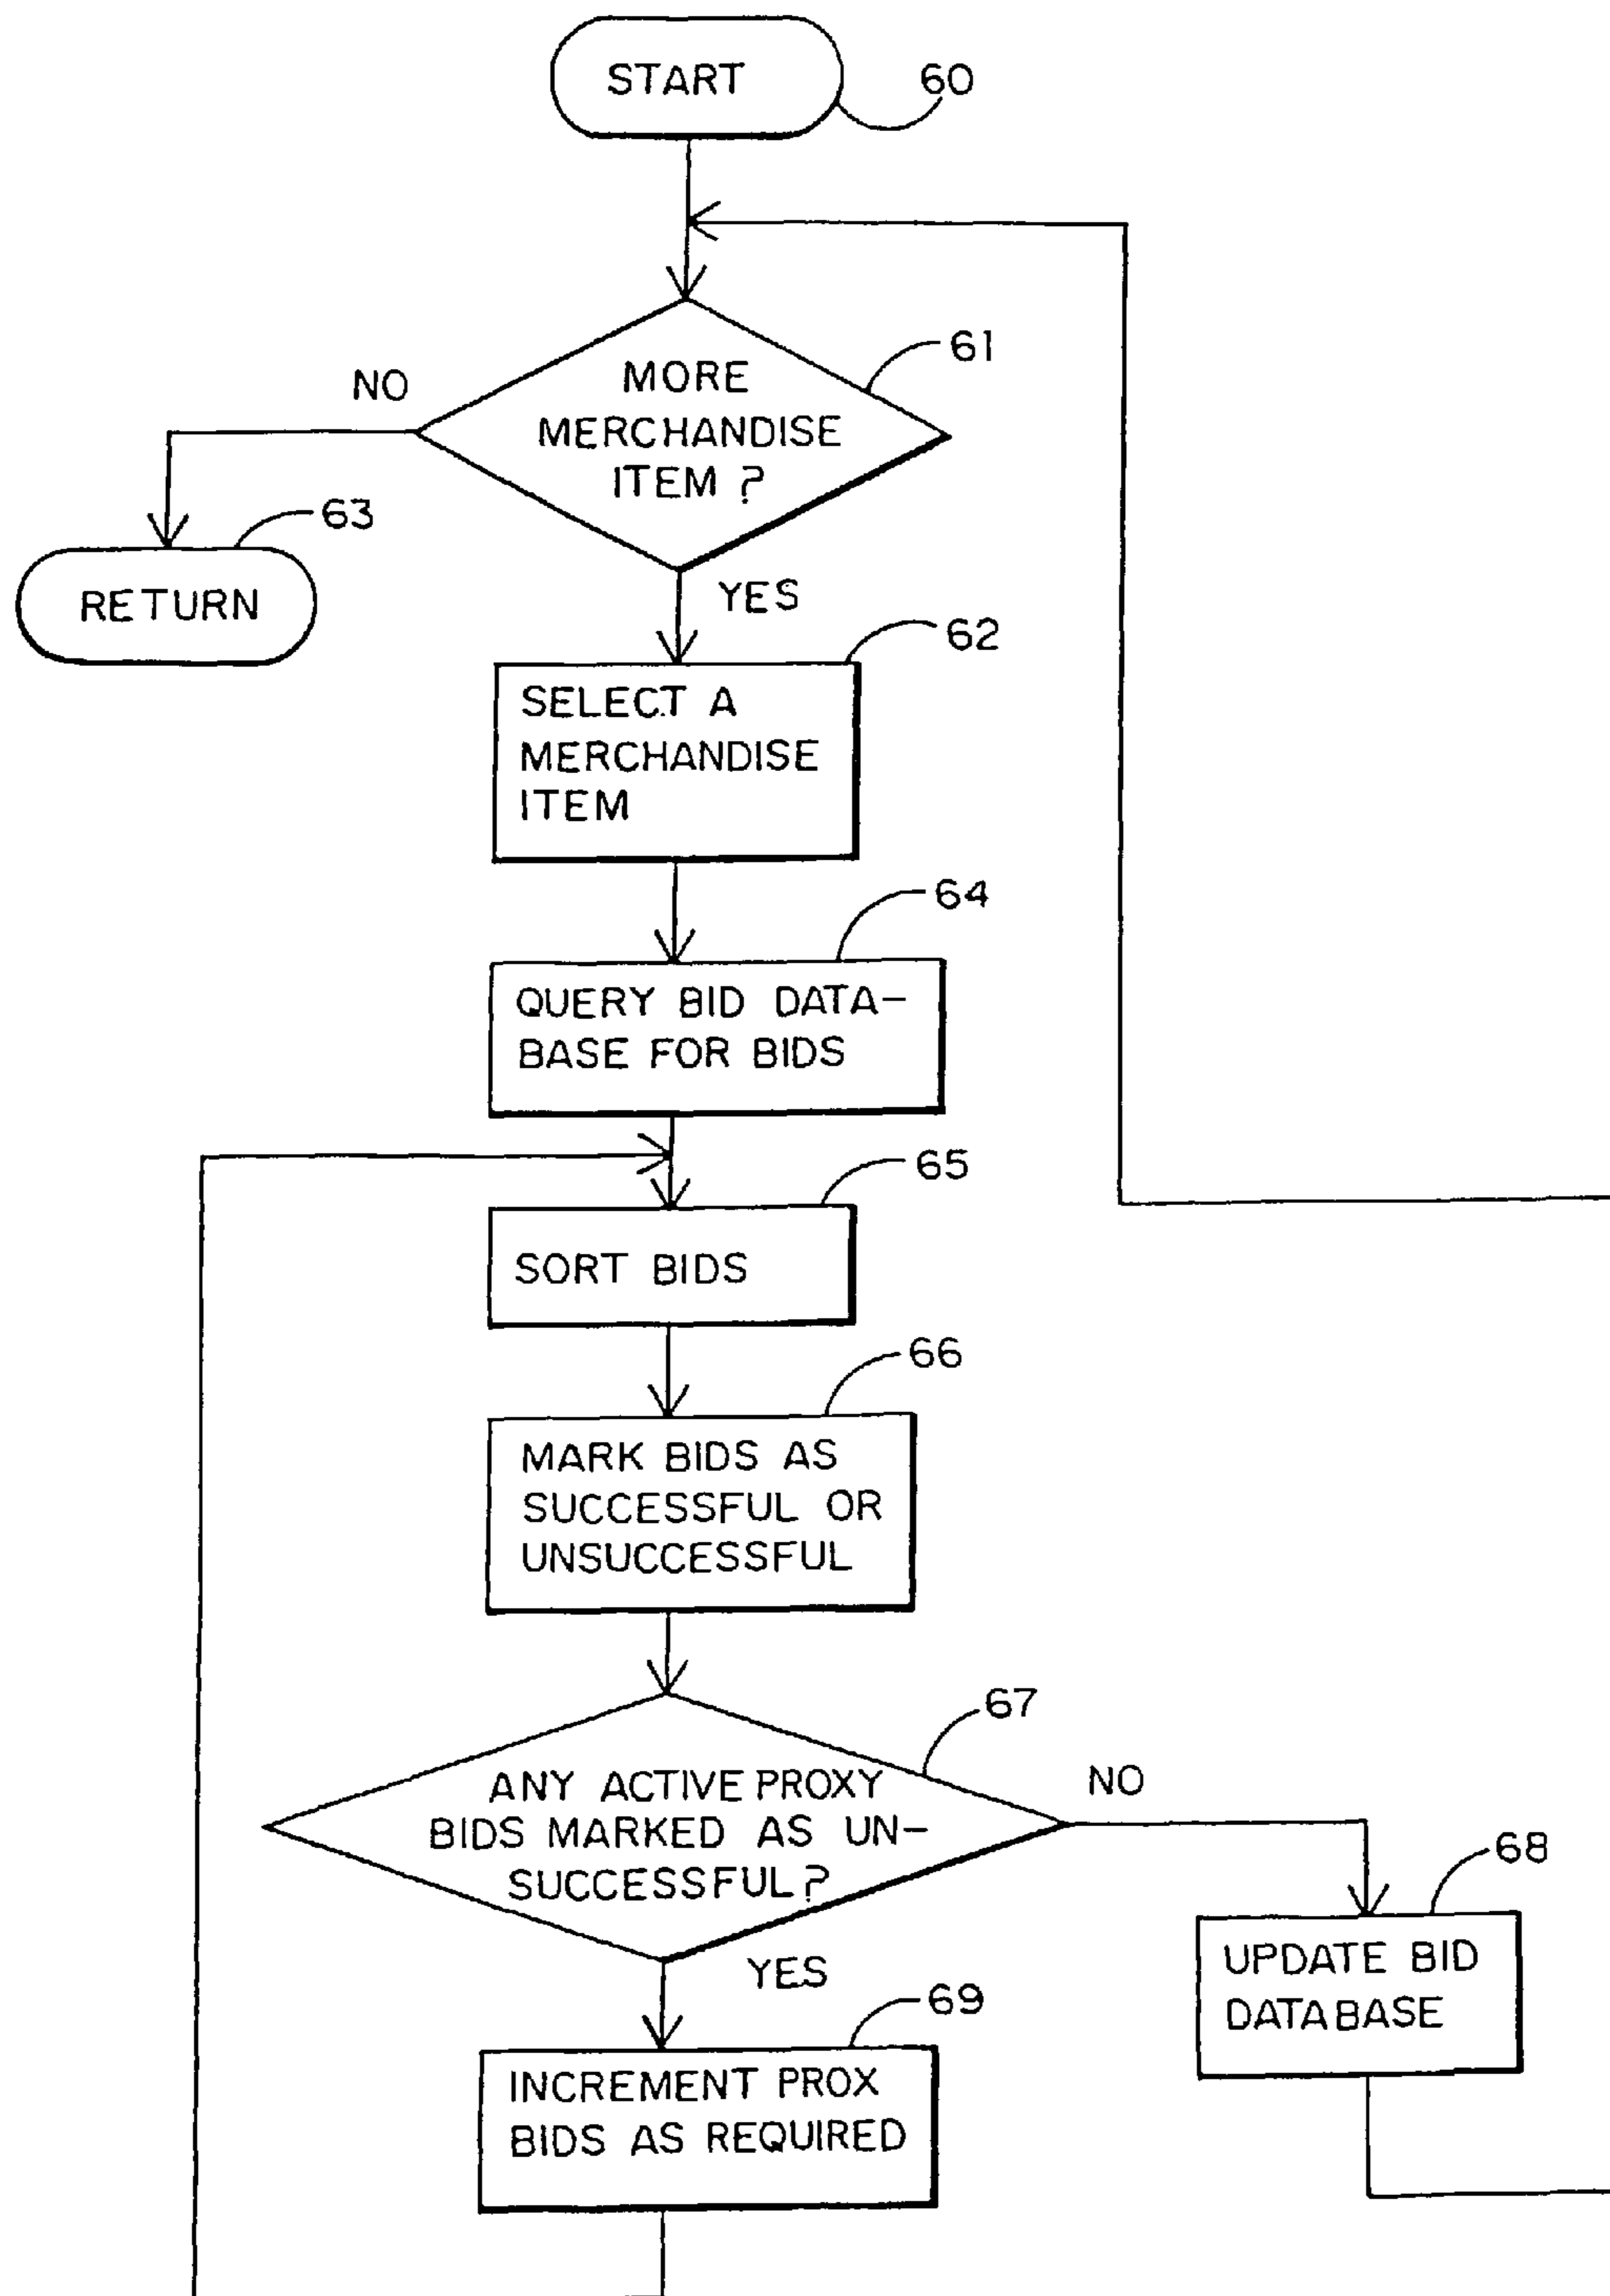 START
60
MORE
MERCHANDISE
ITEM ?
61
NO
RETURN
63
YES
SELECT A
MERCHANDISE
ITEM
62
QUERY BID DATA-
BASE FOR BIDS
64
SORT BIDS
65
MARK BIDS AS
SUCCESSFUL OR
UNSUCCESSFUL
66
ANY ACTIVE PROXY
BIDS MARKED AS UN-
SUCCESSFUL?
67
NO
UPDATE BID
DATABASE
68
YES
INCREMENT PROX
BIDS AS REQUIRED
69